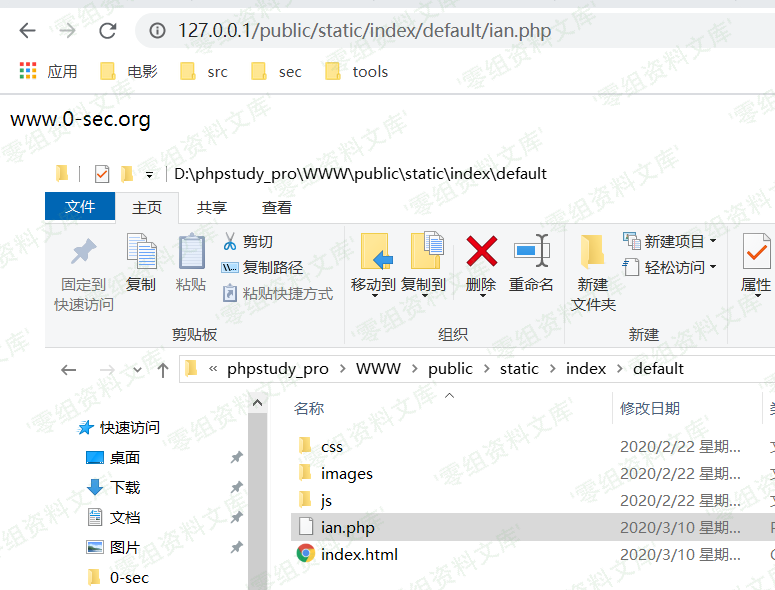 127.0.0.1/public/static/index/default/ian.php
应用 电影 src sec tools
www.0-sec.org
D:\phpstudy_pro\WWW\public\static\index\default
文件 主页 共享 查看
固定到快速访问 复制 粘贴 剪切 复制路径 粘贴快捷方式
移动到 复制到 删除 重命名 新建文件夹 新建项目 轻松访问 属性
剪贴板 组织 新建
« phpstudy_pro > WWW > public > static > index > default
名称 修改日期
快速访问
桌面
下载
文档
图片
0-sec
css 2020/2/22 星期...
images 2020/2/22 星期...
js 2020/2/22 星期...
ian.php 2020/3/10 星期...
index.html 2020/3/10 星期...
零组资料文库